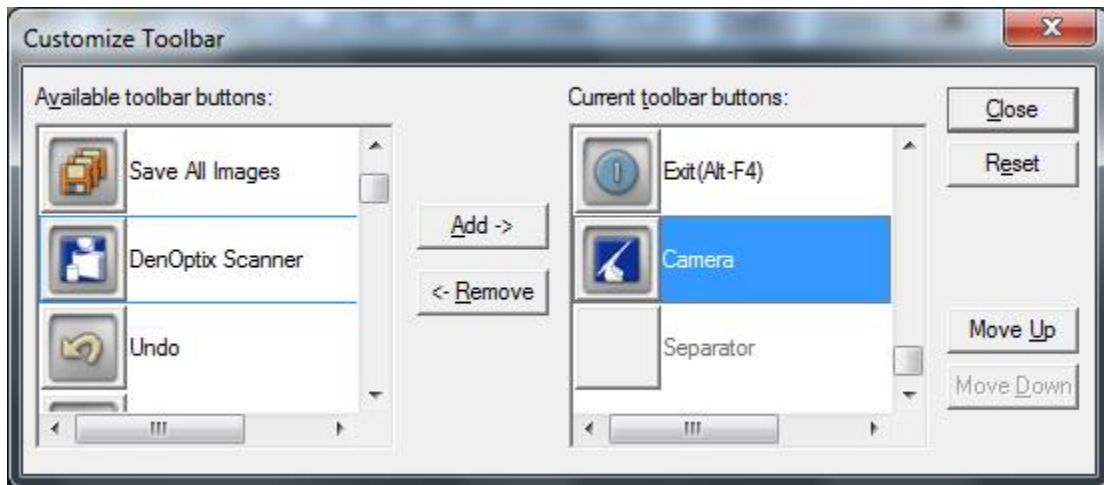 Customize Toolbar
Available toolbar buttons:
Save All Images
DenOptix Scanner
Undo
Add ->
<- Remove
Current toolbar buttons:
Exit(Alt-F4)
Camera
Separator
Close
Reset
Move Up
Move Down